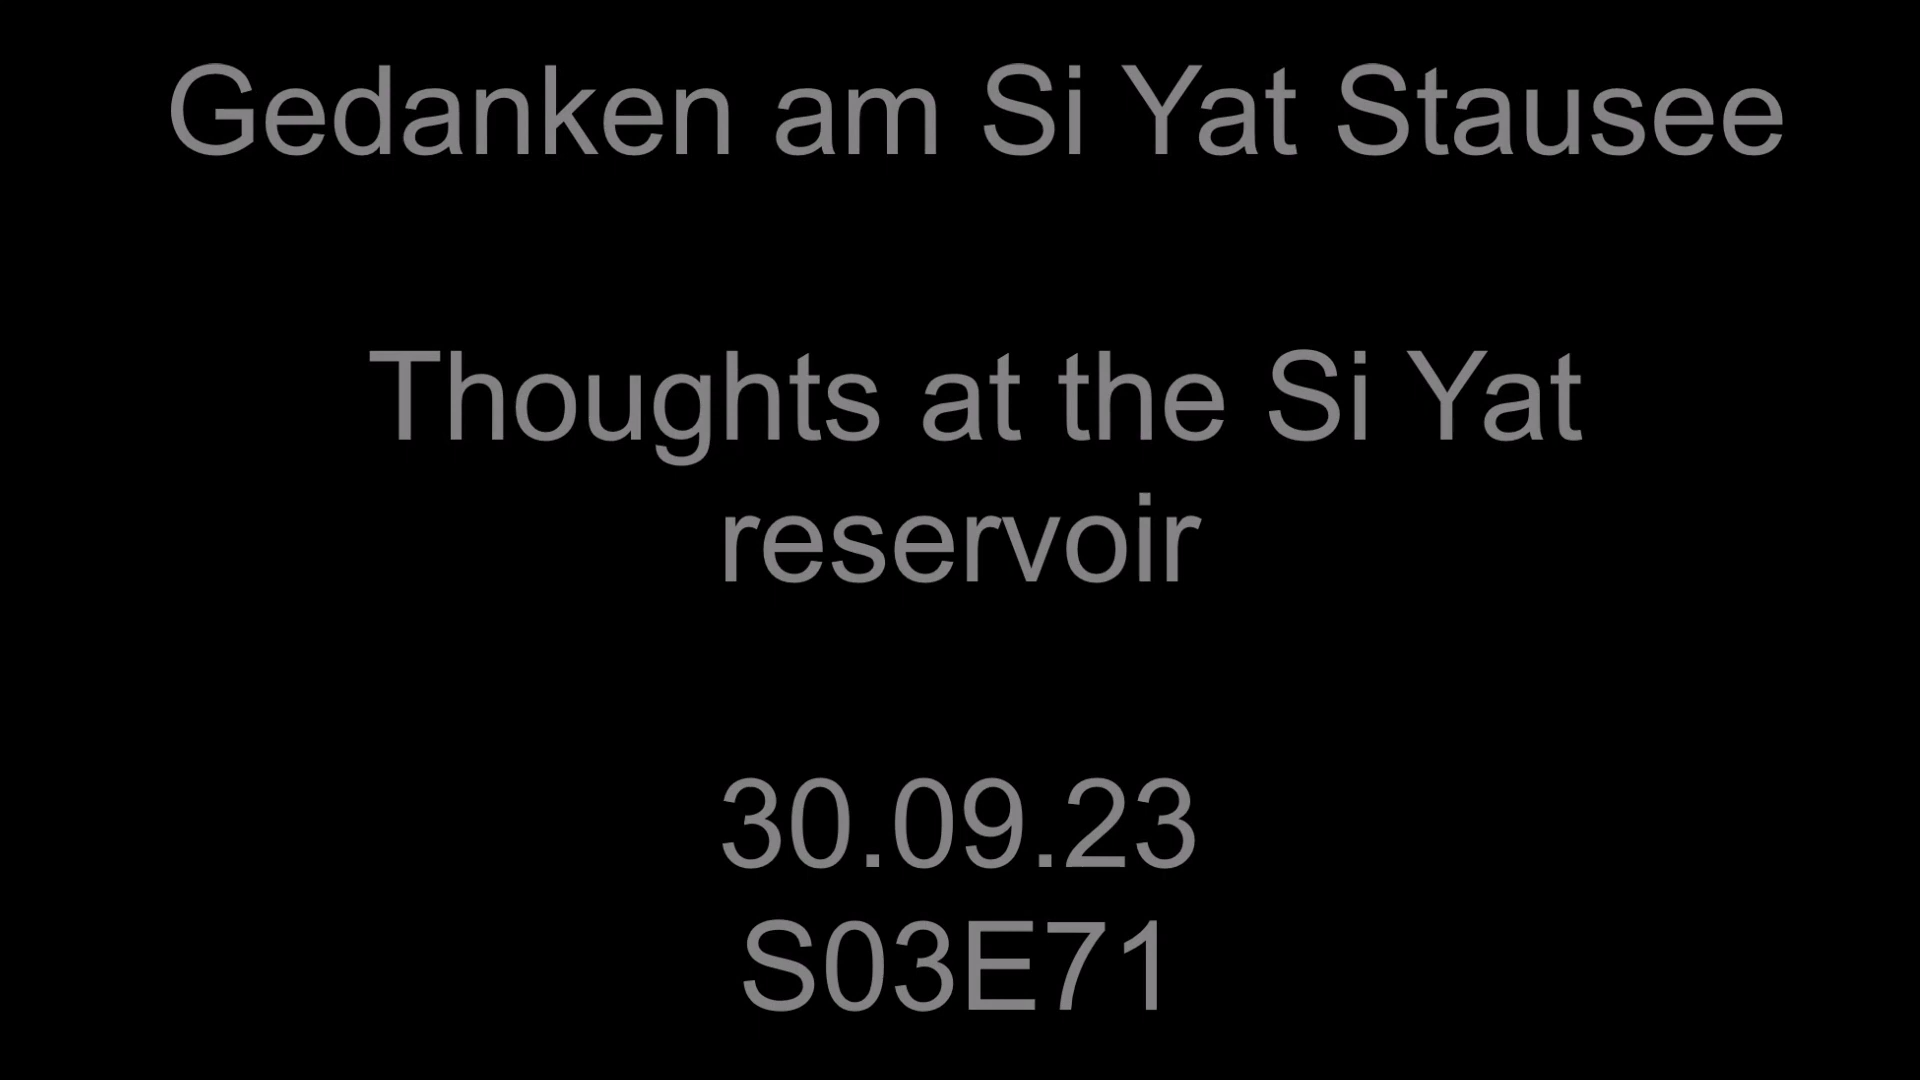 Gedanken am Si Yat Stausee
Thoughts at the Si Yat
reservoir
30.09.23
S03E71